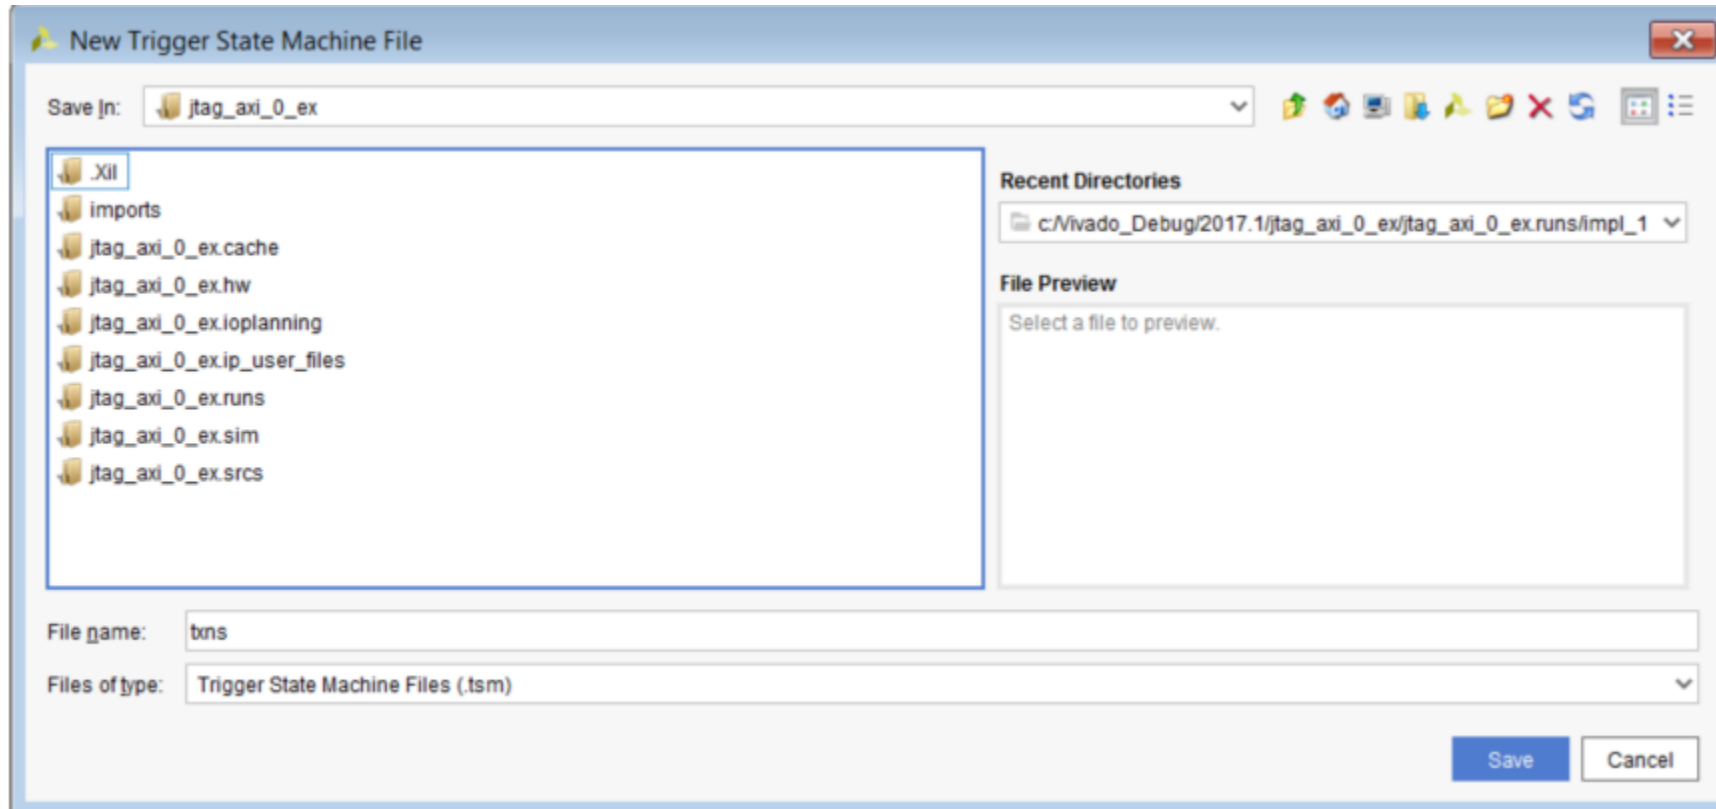 New Trigger State Machine File
Save In: jtag_axi_0_ex
.Xil
imports
jtag_axi_0_ex.cache
jtag_axi_0_ex.hw
jtag_axi_0_ex.ioplanning
jtag_axi_0_ex.ip_user_files
jtag_axi_0_ex.runs
jtag_axi_0_ex.sim
jtag_axi_0_ex.srcs
Recent Directories
c:/Vivado_Debug/2017.1/jtag_axi_0_ex/jtag_axi_0_ex.runs/impl_1
File Preview
Select a file to preview.
File name: txns
Files of type: Trigger State Machine Files (.tsm)
Save Cancel